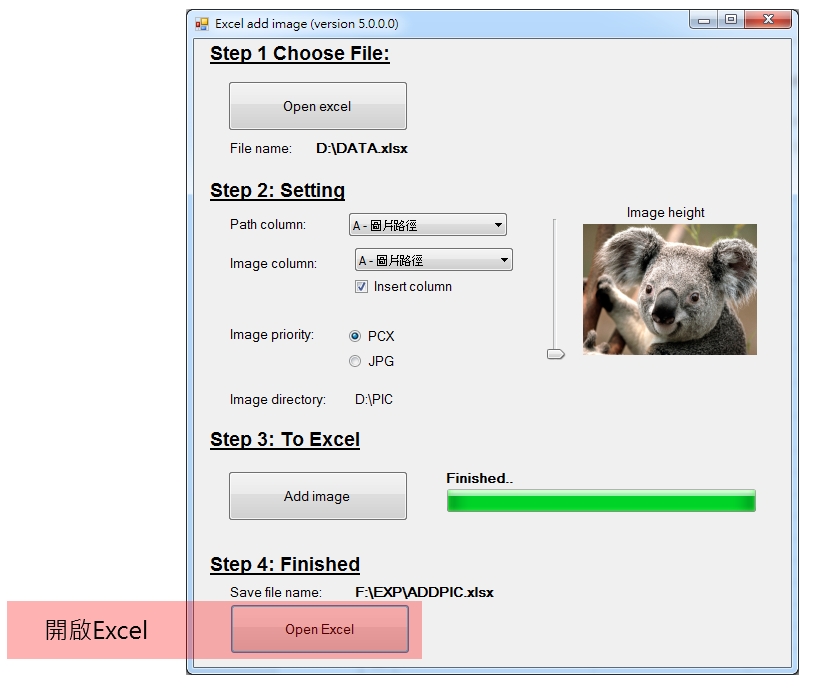 Excel add image (version 5.0.0.0)
Step 1 Choose File:
Open excel
File name: D:\DATA.xlsx
Step 2: Setting
Path column: A - 圖片路徑
Image height
Image column: A - 圖片路徑
Insert column
Image priority: PCX
JPG
Image directory: D:\PIC
Step 3: To Excel
Finished..
Add image
Step 4: Finished
Save file name: F:\EXP\ADDPIC.xlsx
開啟Excel Open Excel